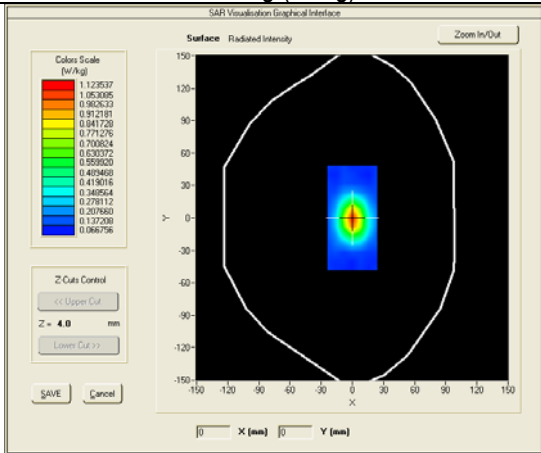 SAR Visualisation Graphical Interface
Surface Radiated Intensity
Zoom In/Out
Colors Scale
(W/kg)
1.123537
1.053085
0.982633
0.912181
0.841728
0.771276
0.700824
0.630372
0.559920
0.489468
0.419016
0.348564
0.278112
0.207660
0.137208
0.066756
150
120
90
60
30
0
-30
-60
-90
-120
-150
Y
-150 -120 -90 -60 -30 0 30 60 90 120 150
X
Z Cuts Control
<< Upper Cut
Z = 4.0 mm
Lower Cut >>
SAVE Cancel
0 X (mm) 0 Y (mm)